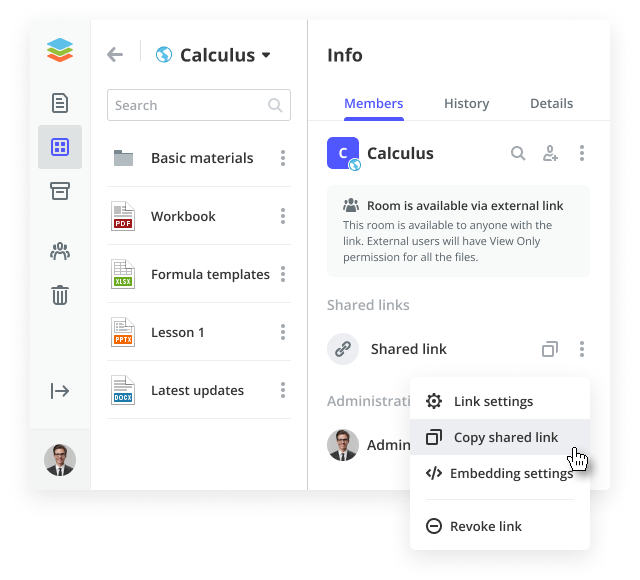 Calculus
Search
Basic materials
PDF
Workbook
XLSX
Formula templates
PPTX
Lesson 1
DOCX
Latest updates
Info
Members
History
Details
C
Calculus
Room is available via external link
This room is available to anyone with the
link. External users will have View Only
permission for all the files.
Shared links
Shared link
Administrati
Admin
Link settings
Copy shared link
Embedding settings
Revoke link